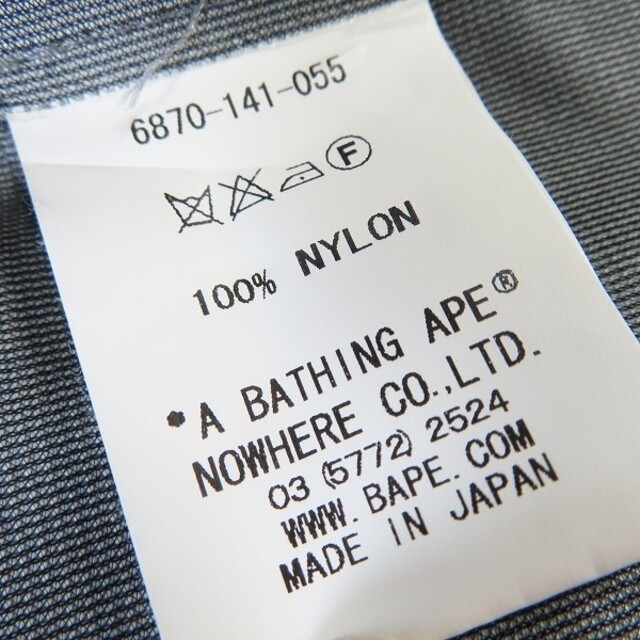 6870-141-055
F
100% NYLON
*A BATHING APE®
NOWHERE CO.,LTD.
03 (5772) 2524
WWW.BAPE.COM
MADE IN JAPAN